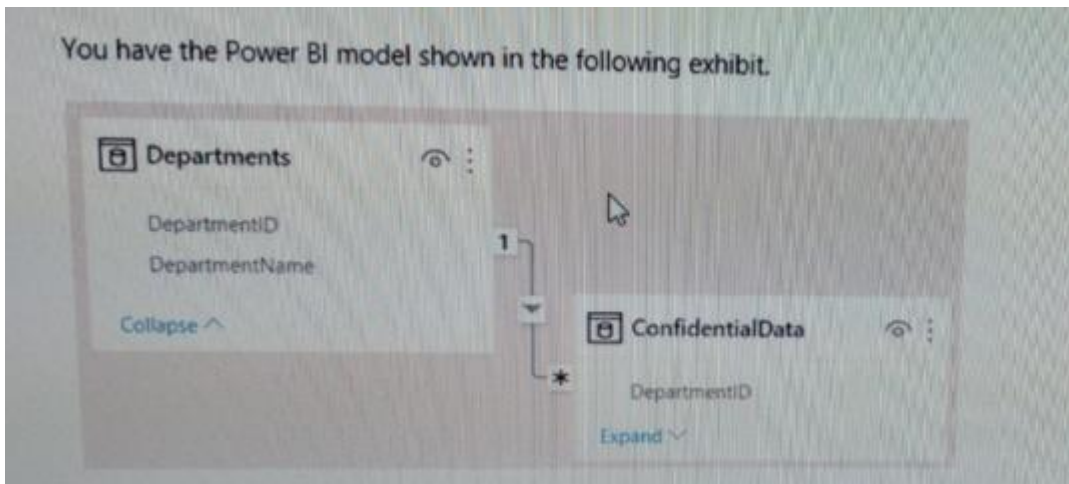 You have the Power BI model shown in the following exhibit.
Departments
DepartmentID
DepartmentName
Collapse
1
*
ConfidentialData
DepartmentID
Expand